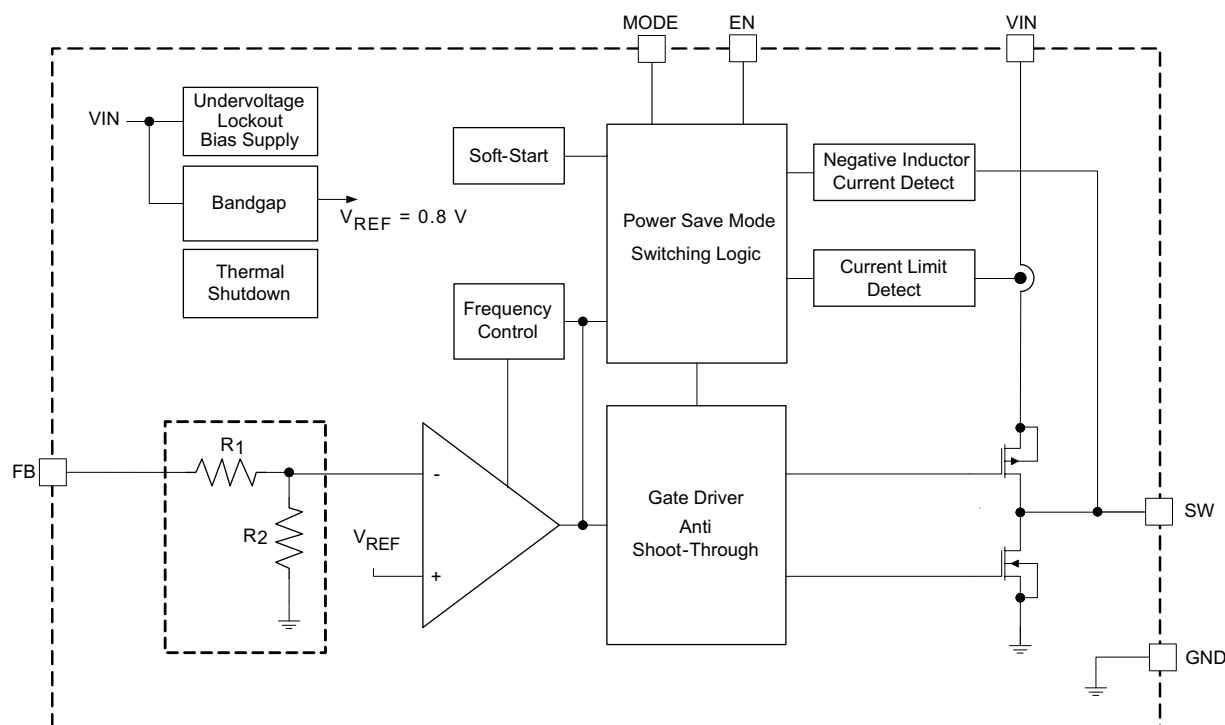 MODE
EN
VIN
VIN
Undervoltage
Lockout
Bias Supply
Bandgap
VREF = 0.8 V
Thermal
Shutdown
Soft-Start
Frequency
Control
Power Save Mode
Switching Logic
Negative Inductor
Current Detect
Current Limit
Detect
FB
R1
R2
VREF
-
+
Gate Driver
Anti
Shoot-Through
SW
GND